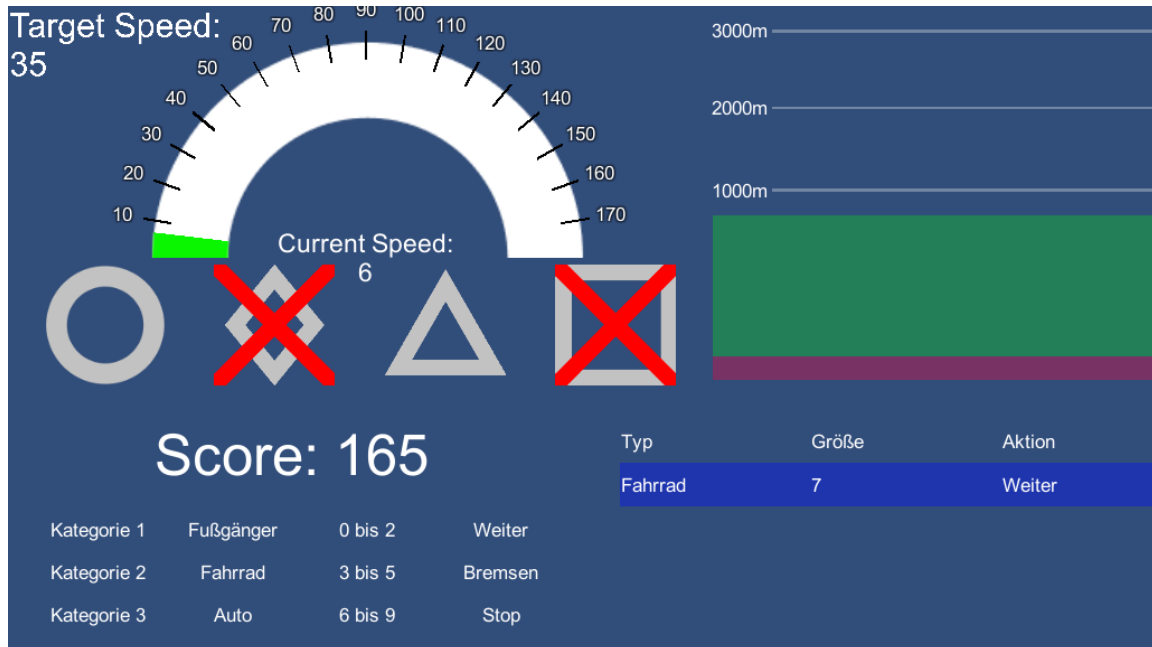 Target Speed:
35
10
20
30
40
50
60
70
80
90
100
110
120
130
140
150
160
170
Current Speed:
6
3000m
2000m
1000m
Score: 165
Typ Größe Aktion
Fahrrad 7 Weiter
Kategorie 1 Fußgänger 0 bis 2 Weiter
Kategorie 2 Fahrrad 3 bis 5 Bremsen
Kategorie 3 Auto 6 bis 9 Stop